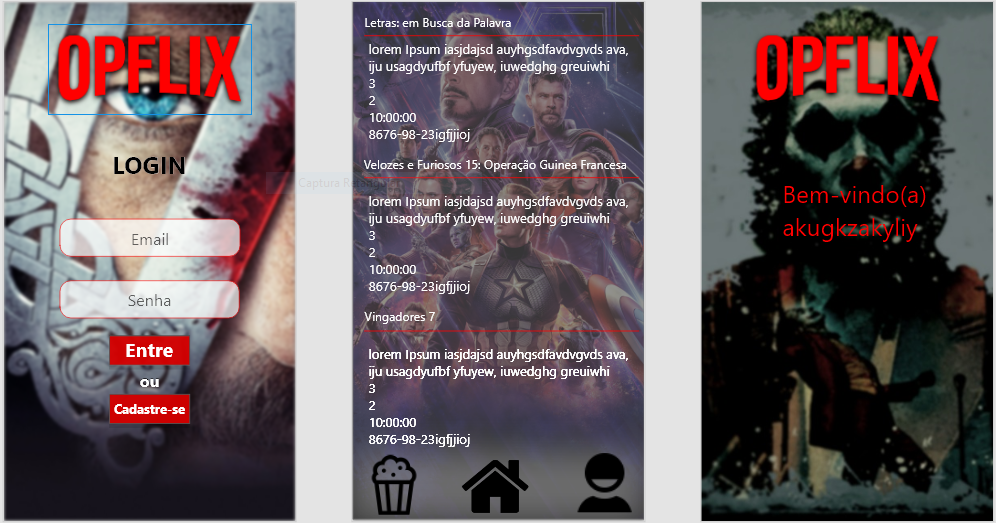 OPFLIX
LOGIN
Email
Senha
Entre
ou
Cadastre-se
Letras: em Busca da Palavra
lorem Ipsum iasjdajsd auyhgsdfavdvgvds ava,
iju usagdyufbf yfuyew, iuwedghg greuiwhi
3
2
10:00:00
8676-98-23igfjjioj
Velozes e Furiosos 15: Operação Guinea Francesa
lorem Ipsum iasjdajsd auyhgsdfavdvgvds ava,
iju usagdyufbf yfuyew, iuwedghg greuiwhi
3
2
10:00:00
8676-98-23igfjjioj
Vingadores 7
lorem Ipsum iasjdajsd auyhgsdfavdvgvds ava,
iju usagdyufbf yfuyew, iuwedghg greuiwhi
3
2
10:00:00
8676-98-23igfjjioj
OPFLIX
Bem-vindo(a)
akugkzakyliy